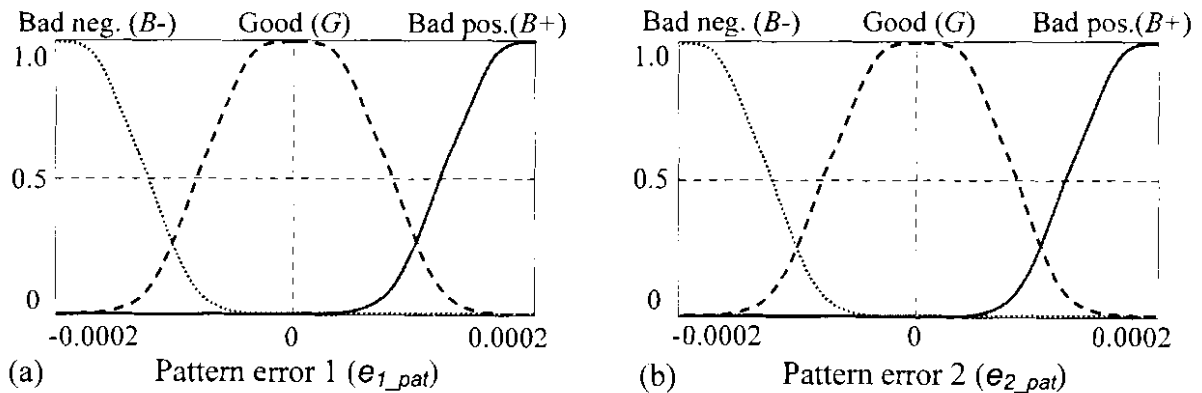 Bad neg. (B-) Good (G) Bad pos.(B+)
1.0
0.5
0
-0.0002 0 0.0002
(a) Pattern error 1 (e1_pat)
Bad neg. (B-) Good (G) Bad pos.(B+)
1.0
0.5
0
-0.0002 0 0.0002
(b) Pattern error 2 (e2_pat)